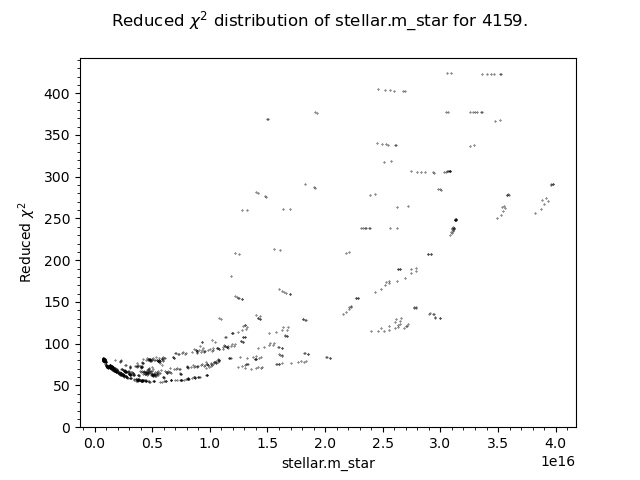 Reduced χ² distribution of stellar.m_star for 4159.
400
350
300
250
200
150
100
50
0
Reduced χ²
0.0 0.5 1.0 1.5 2.0 2.5 3.0 3.5 4.0
1e16
stellar.m_star